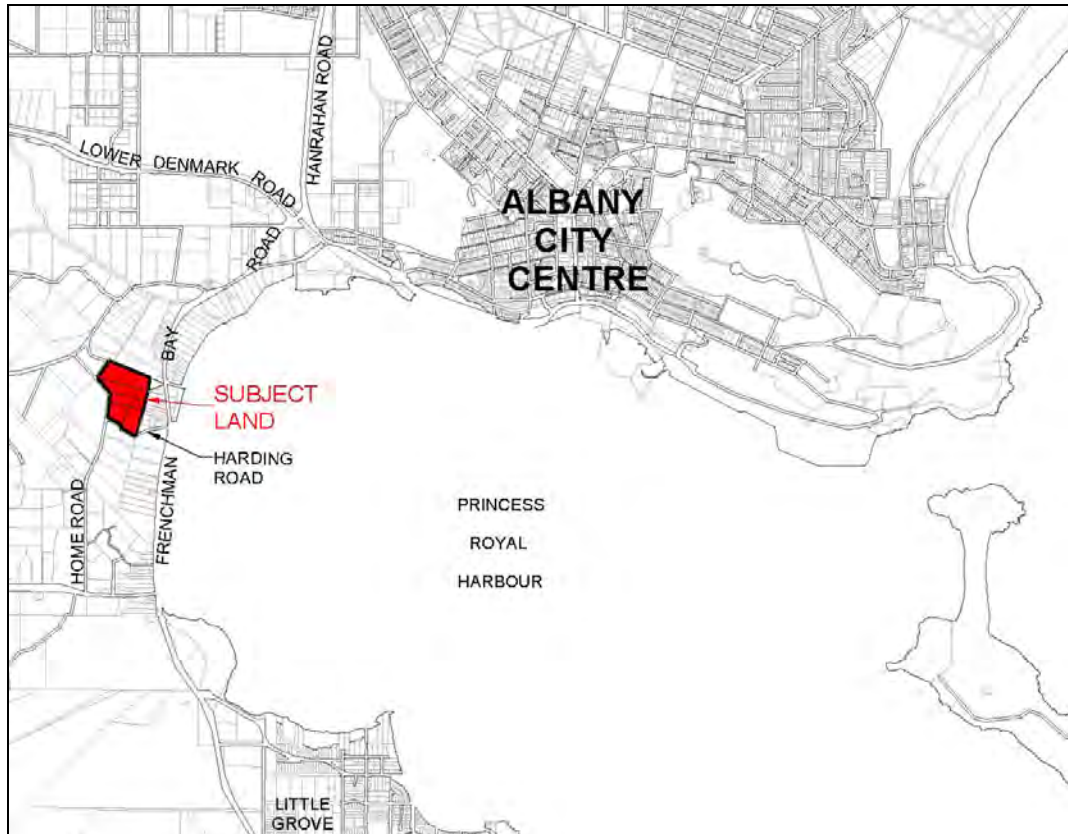 HANRAHAN ROAD
LOWER DENMARK ROAD
ALBANY
CITY
CENTRE
FRENCHMAN BAY ROAD
SUBJECT
LAND
HARDING
ROAD
HOME ROAD
PRINCESS
ROYAL
HARBOUR
LITTLE
GROVE